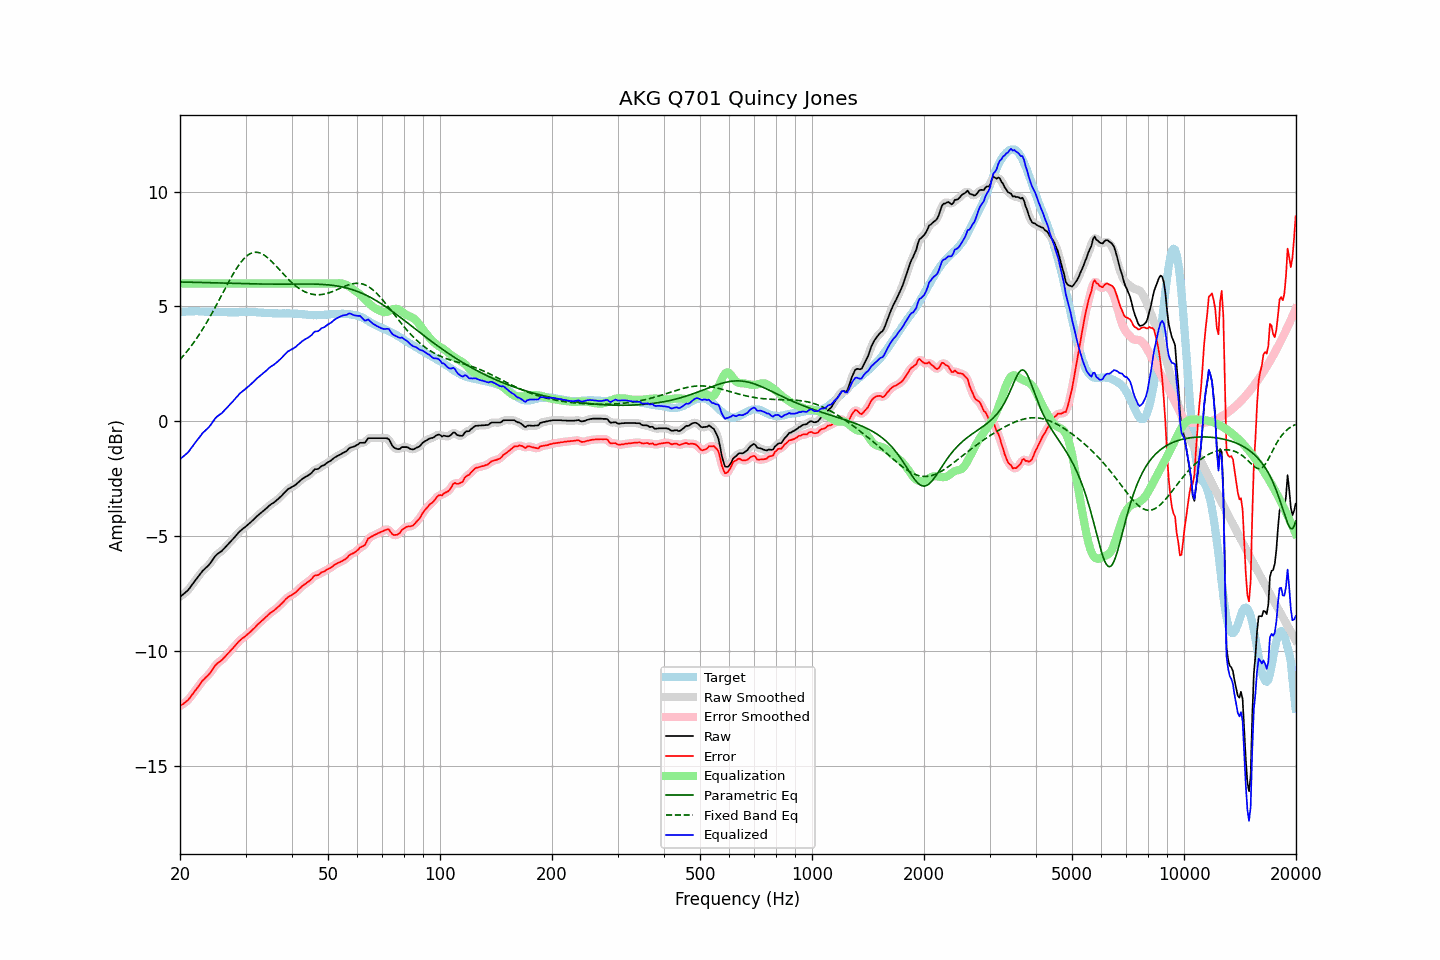 AKG Q701 Quincy Jones
Amplitude (dBr)
10
5
0
−5
−10
−15
Target
Raw Smoothed
Error Smoothed
Raw
Error
Equalization
Parametric Eq
Fixed Band Eq
Equalized
20 50 100 200 500 1000 2000 5000 10000 20000
Frequency (Hz)